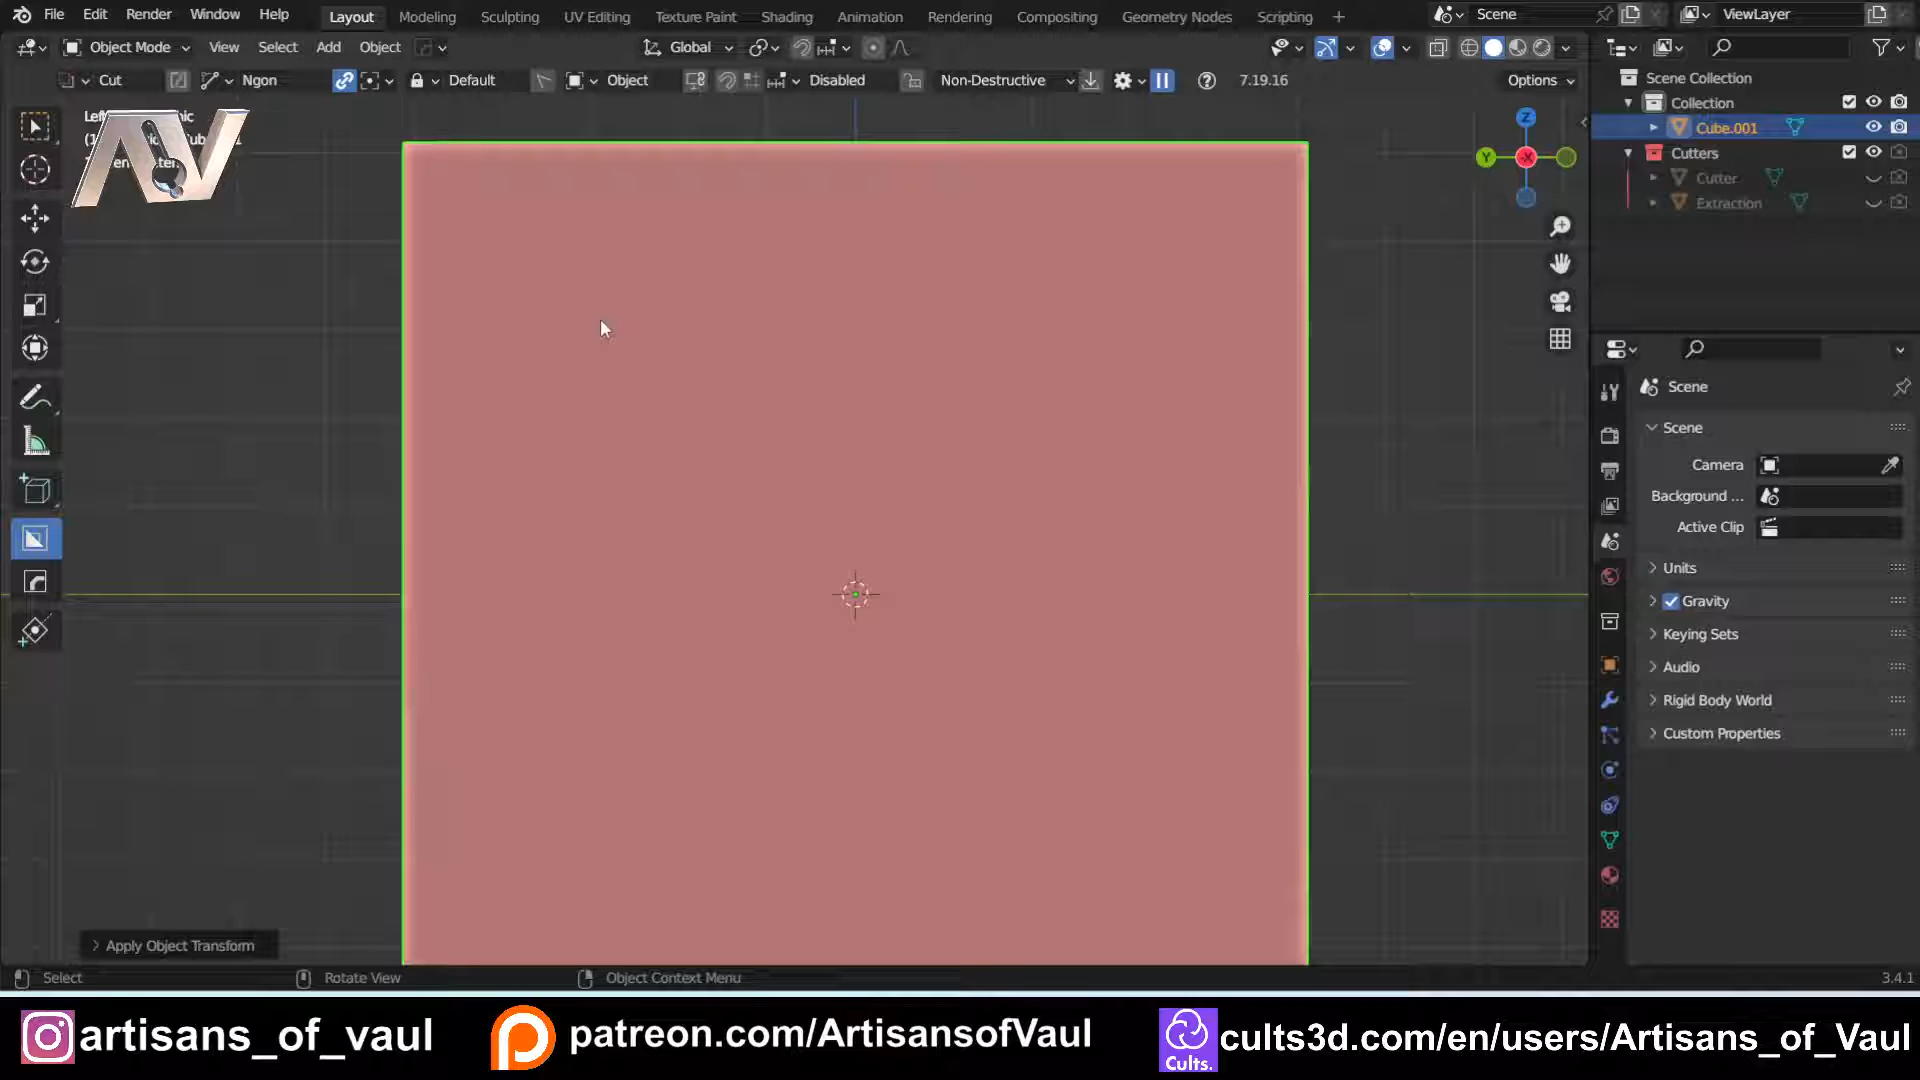 File Edit Render Window Help Layout Modeling Sculpting UV Editing Texture Paint Shading Animation Rendering Compositing Geometry Nodes Scripting + Scene ViewLayer
Object Mode View Select Add Object Global
Cut Ngon Default Object Disabled Non-Destructive 7.19.16 Options
Scene Collection
Collection
Cube.001
Cutters
Cutter
Extraction
AV
Z
Y
-X
Scene
Scene
Camera
Background ...
Active Clip
Units
Gravity
Keying Sets
Audio
Rigid Body World
Custom Properties
Apply Object Transform
Select Rotate View Object Context Menu 3.4.1
artisans_of_vaul patreon.com/ArtisansofVaul Cults. cults3d.com/en/users/Artisans_of_Vaul